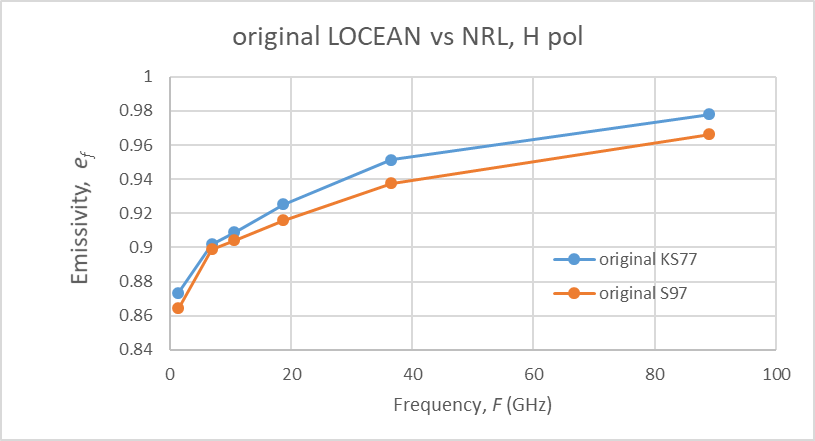 original LOCEAN vs NRL, H pol
1
0.98
0.96
0.94
0.92
0.9
0.88
0.86
0.84
Emissivity, ef
original KS77
original S97
0 20 40 60 80 100
Frequency, F (GHz)